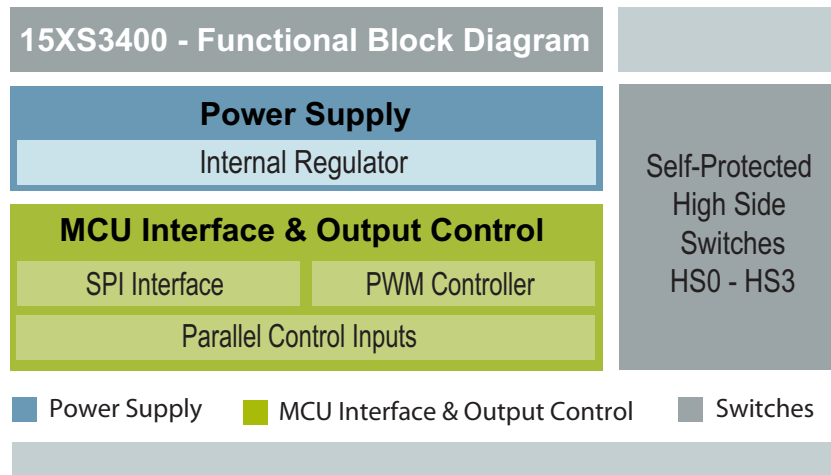 15XS3400 - Functional Block Diagram
Power Supply
Internal Regulator
MCU Interface & Output Control
SPI Interface
PWM Controller
Parallel Control Inputs
Self-Protected
High Side
Switches
HS0 - HS3
Power Supply
MCU Interface & Output Control
Switches